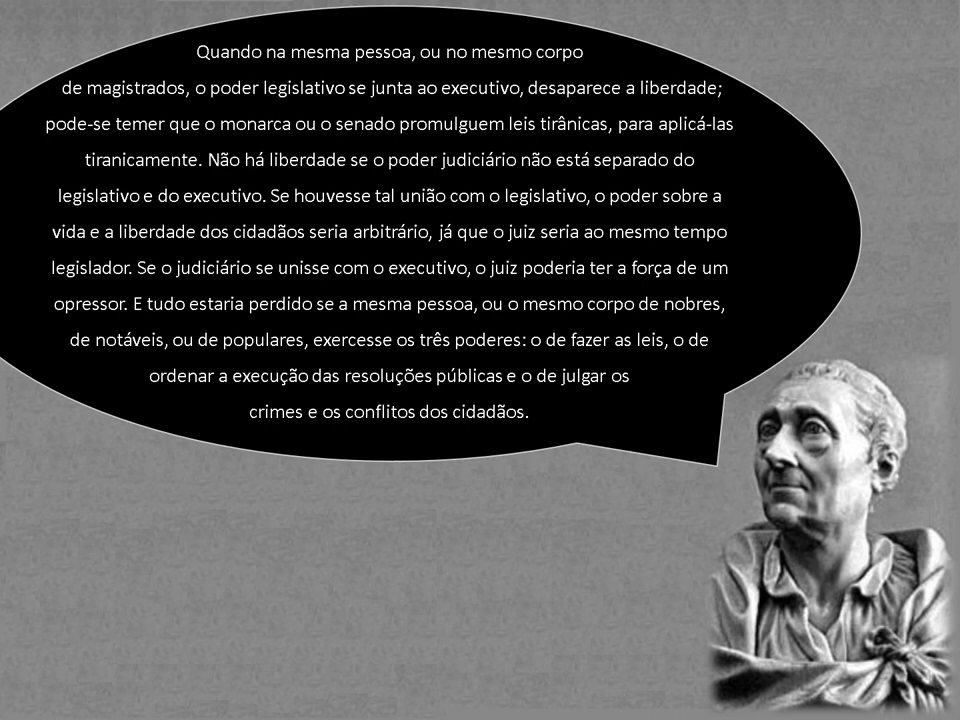 Quando na mesma pessoa, ou no mesmo corpo
de magistrados, o poder legislativo se junta ao executivo, desaparece a liberdade;
pode-se temer que o monarca ou o senado promulguem leis tirânicas, para aplicá-las
tiranicamente. Não há liberdade se o poder judiciário não está separado do
legislativo e do executivo. Se houvesse tal união com o legislativo, o poder sobre a
vida e a liberdade dos cidadãos seria arbitrário, já que o juiz seria ao mesmo tempo
legislador. Se o judiciário se unisse com o executivo, o juiz poderia ter a força de um
opressor. E tudo estaria perdido se a mesma pessoa, ou o mesmo corpo de nobres,
de notáveis, ou de populares, exercesse os três poderes: o de fazer as leis, o de
ordenar a execução das resoluções públicas e o de julgar os
crimes e os conflitos dos cidadãos.